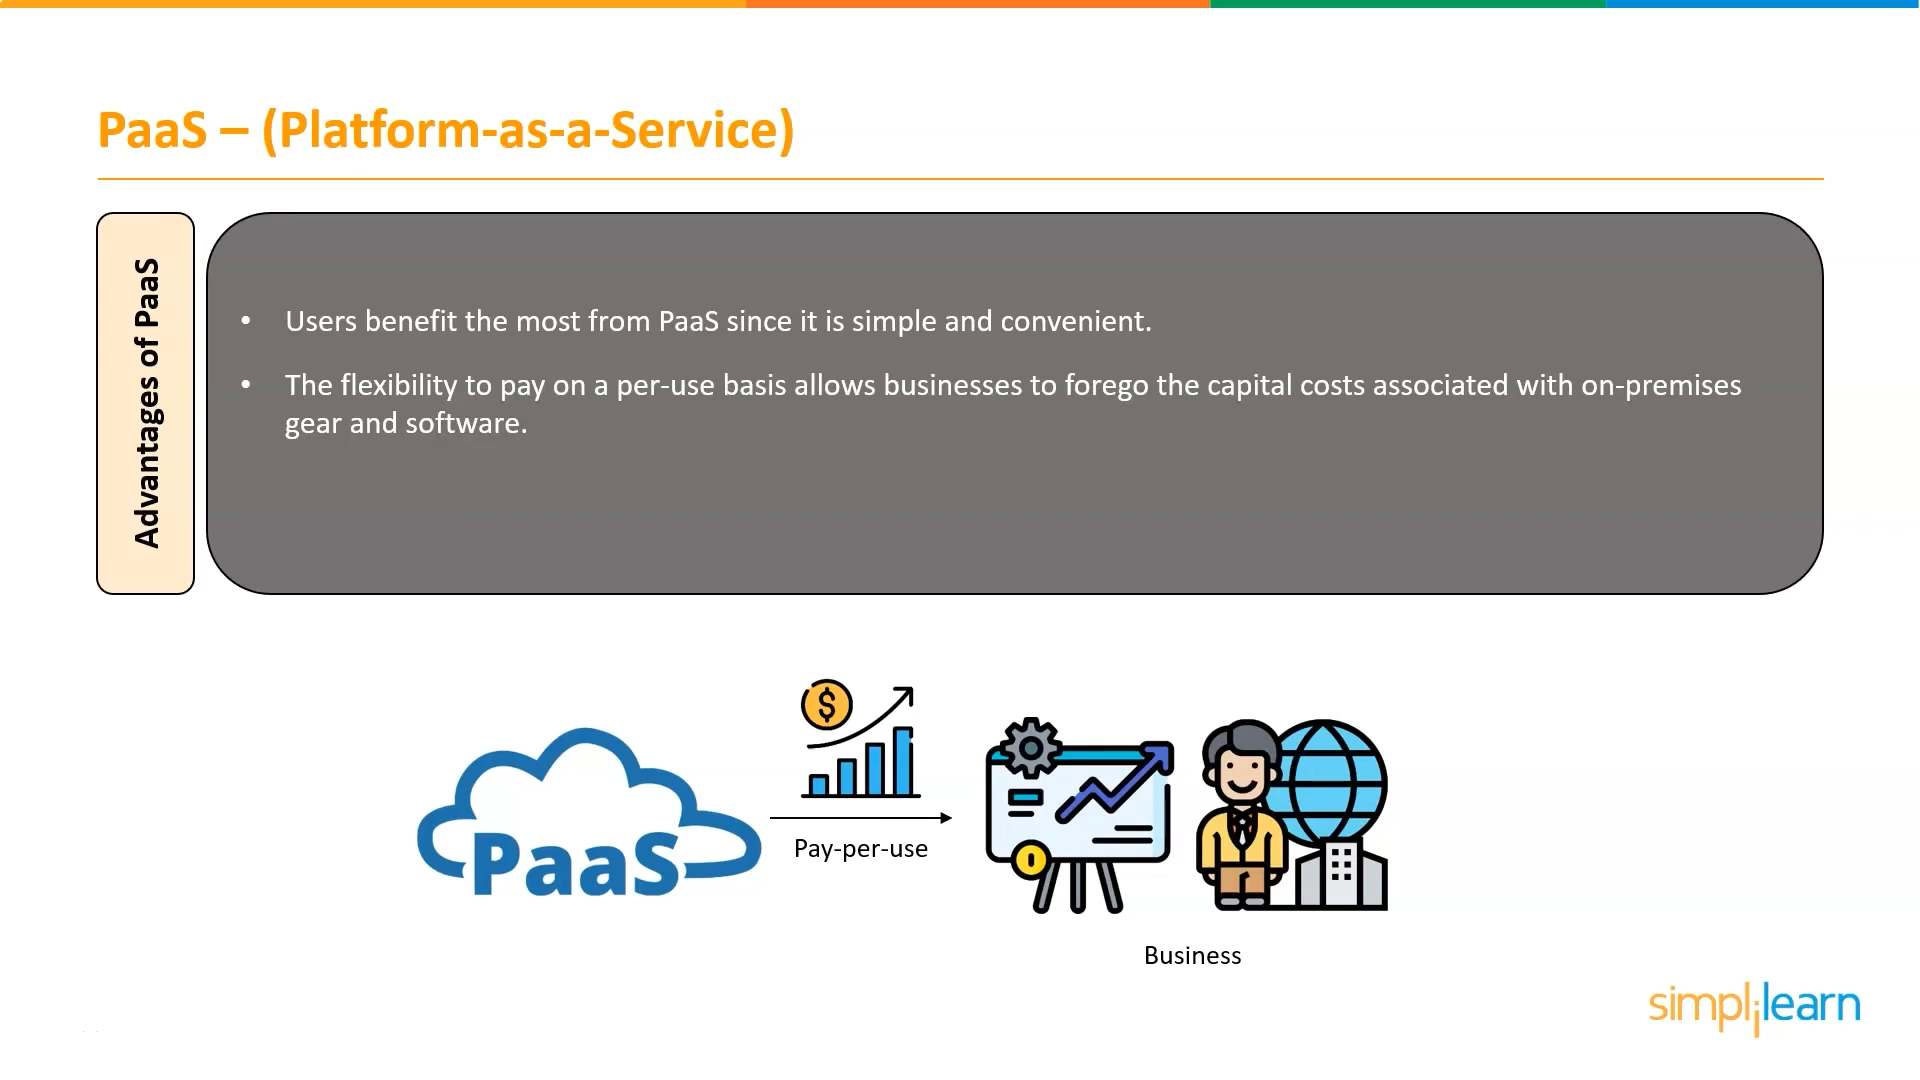 PaaS – (Platform-as-a-Service)
Advantages of PaaS
• Users benefit the most from PaaS since it is simple and convenient.
• The flexibility to pay on a per-use basis allows businesses to forego the capital costs associated with on-premises
gear and software.
$
PaaS
Pay-per-use
Business
simplilearn